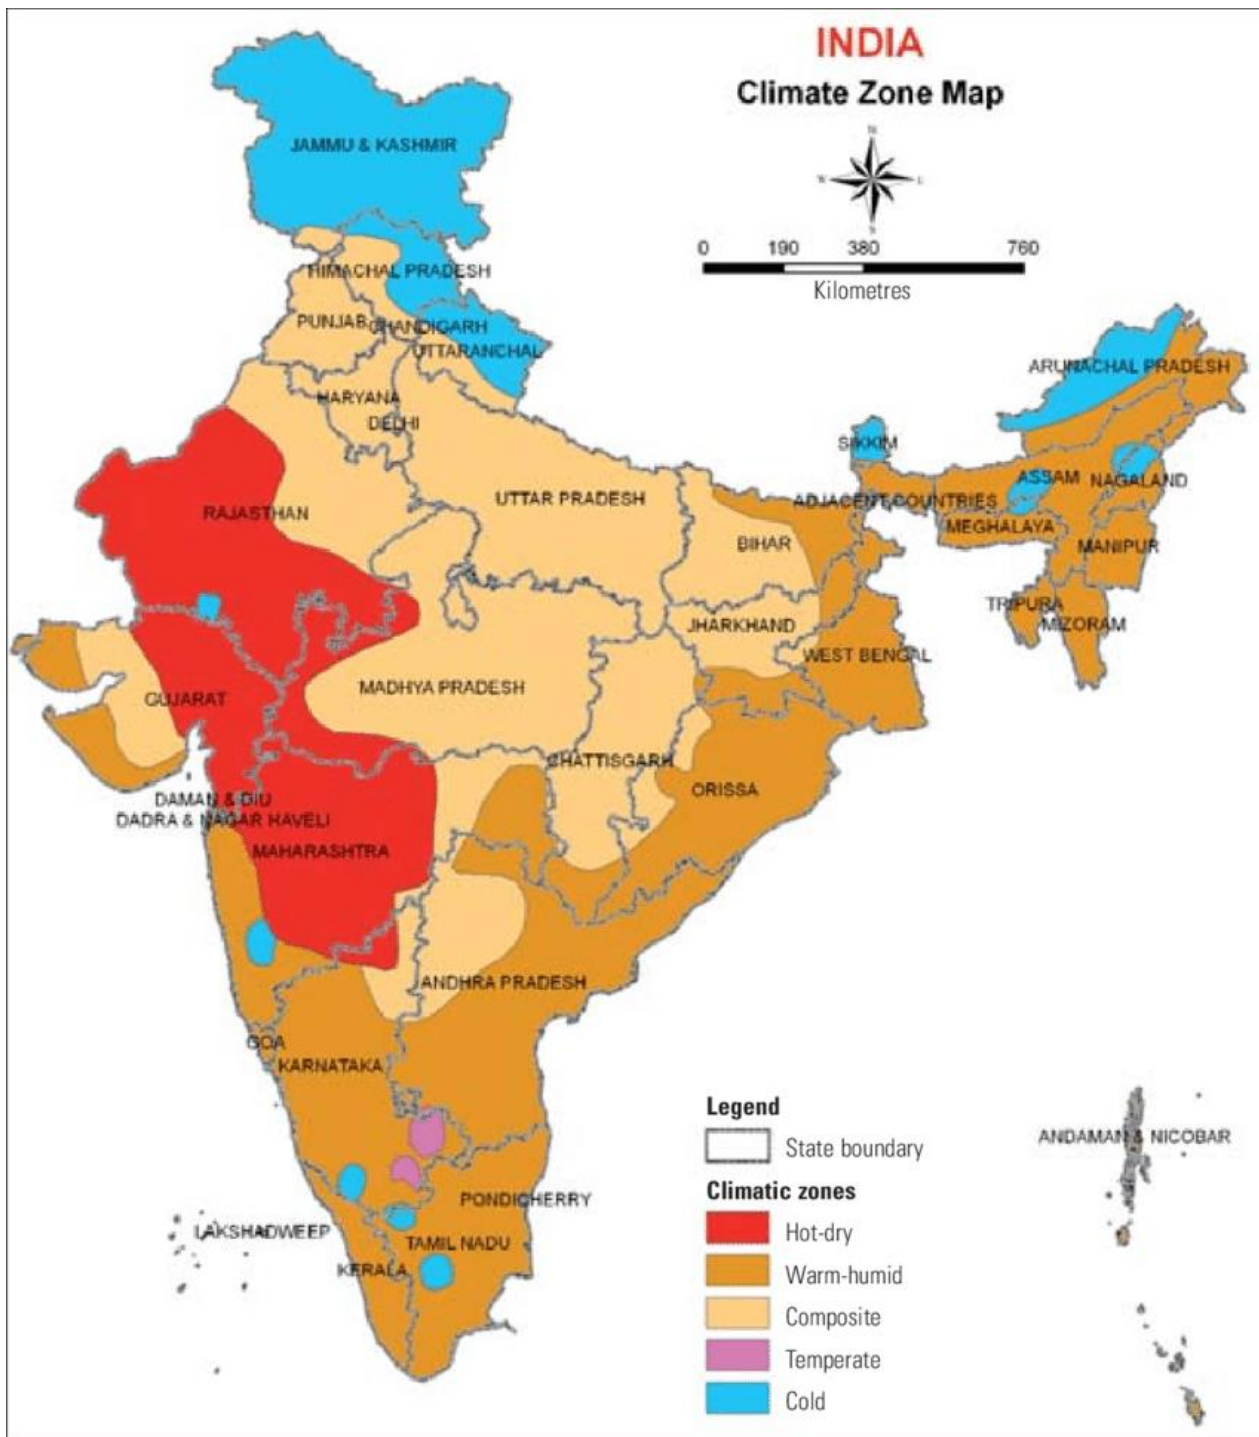 INDIA
Climate Zone Map
N
W
E
S
0 190 380 760
Kilometres
JAMMU & KASHMIR
HIMACHAL PRADESH
PUNJAB
CHANDIGARH
UTTARANCHAL
HARYANA
DELHI
ARUNACHAL PRADESH
SIKKIM
RAJASTHAN
UTTAR PRADESH
ADJACENT COUNTRIES
ASSAM
NAGALAND
BIHAR
MEGHALAYA
MANIPUR
TRIPURA
MIZORAM
JHARKHAND
WEST BENGAL
GUJARAT
MADHYA PRADESH
CHATTISGARH
ORISSA
DAMAN & DIU
DADRA & NAGAR HAVELI
MAHARASHTRA
ANDHRA PRADESH
GOA
KARNATAKA
PONDICHERRY
LAKSHADWEEP
TAMIL NADU
KERALA
ANDAMAN & NICOBAR
Legend
State boundary
Climatic zones
Hot-dry
Warm-humid
Composite
Temperate
Cold